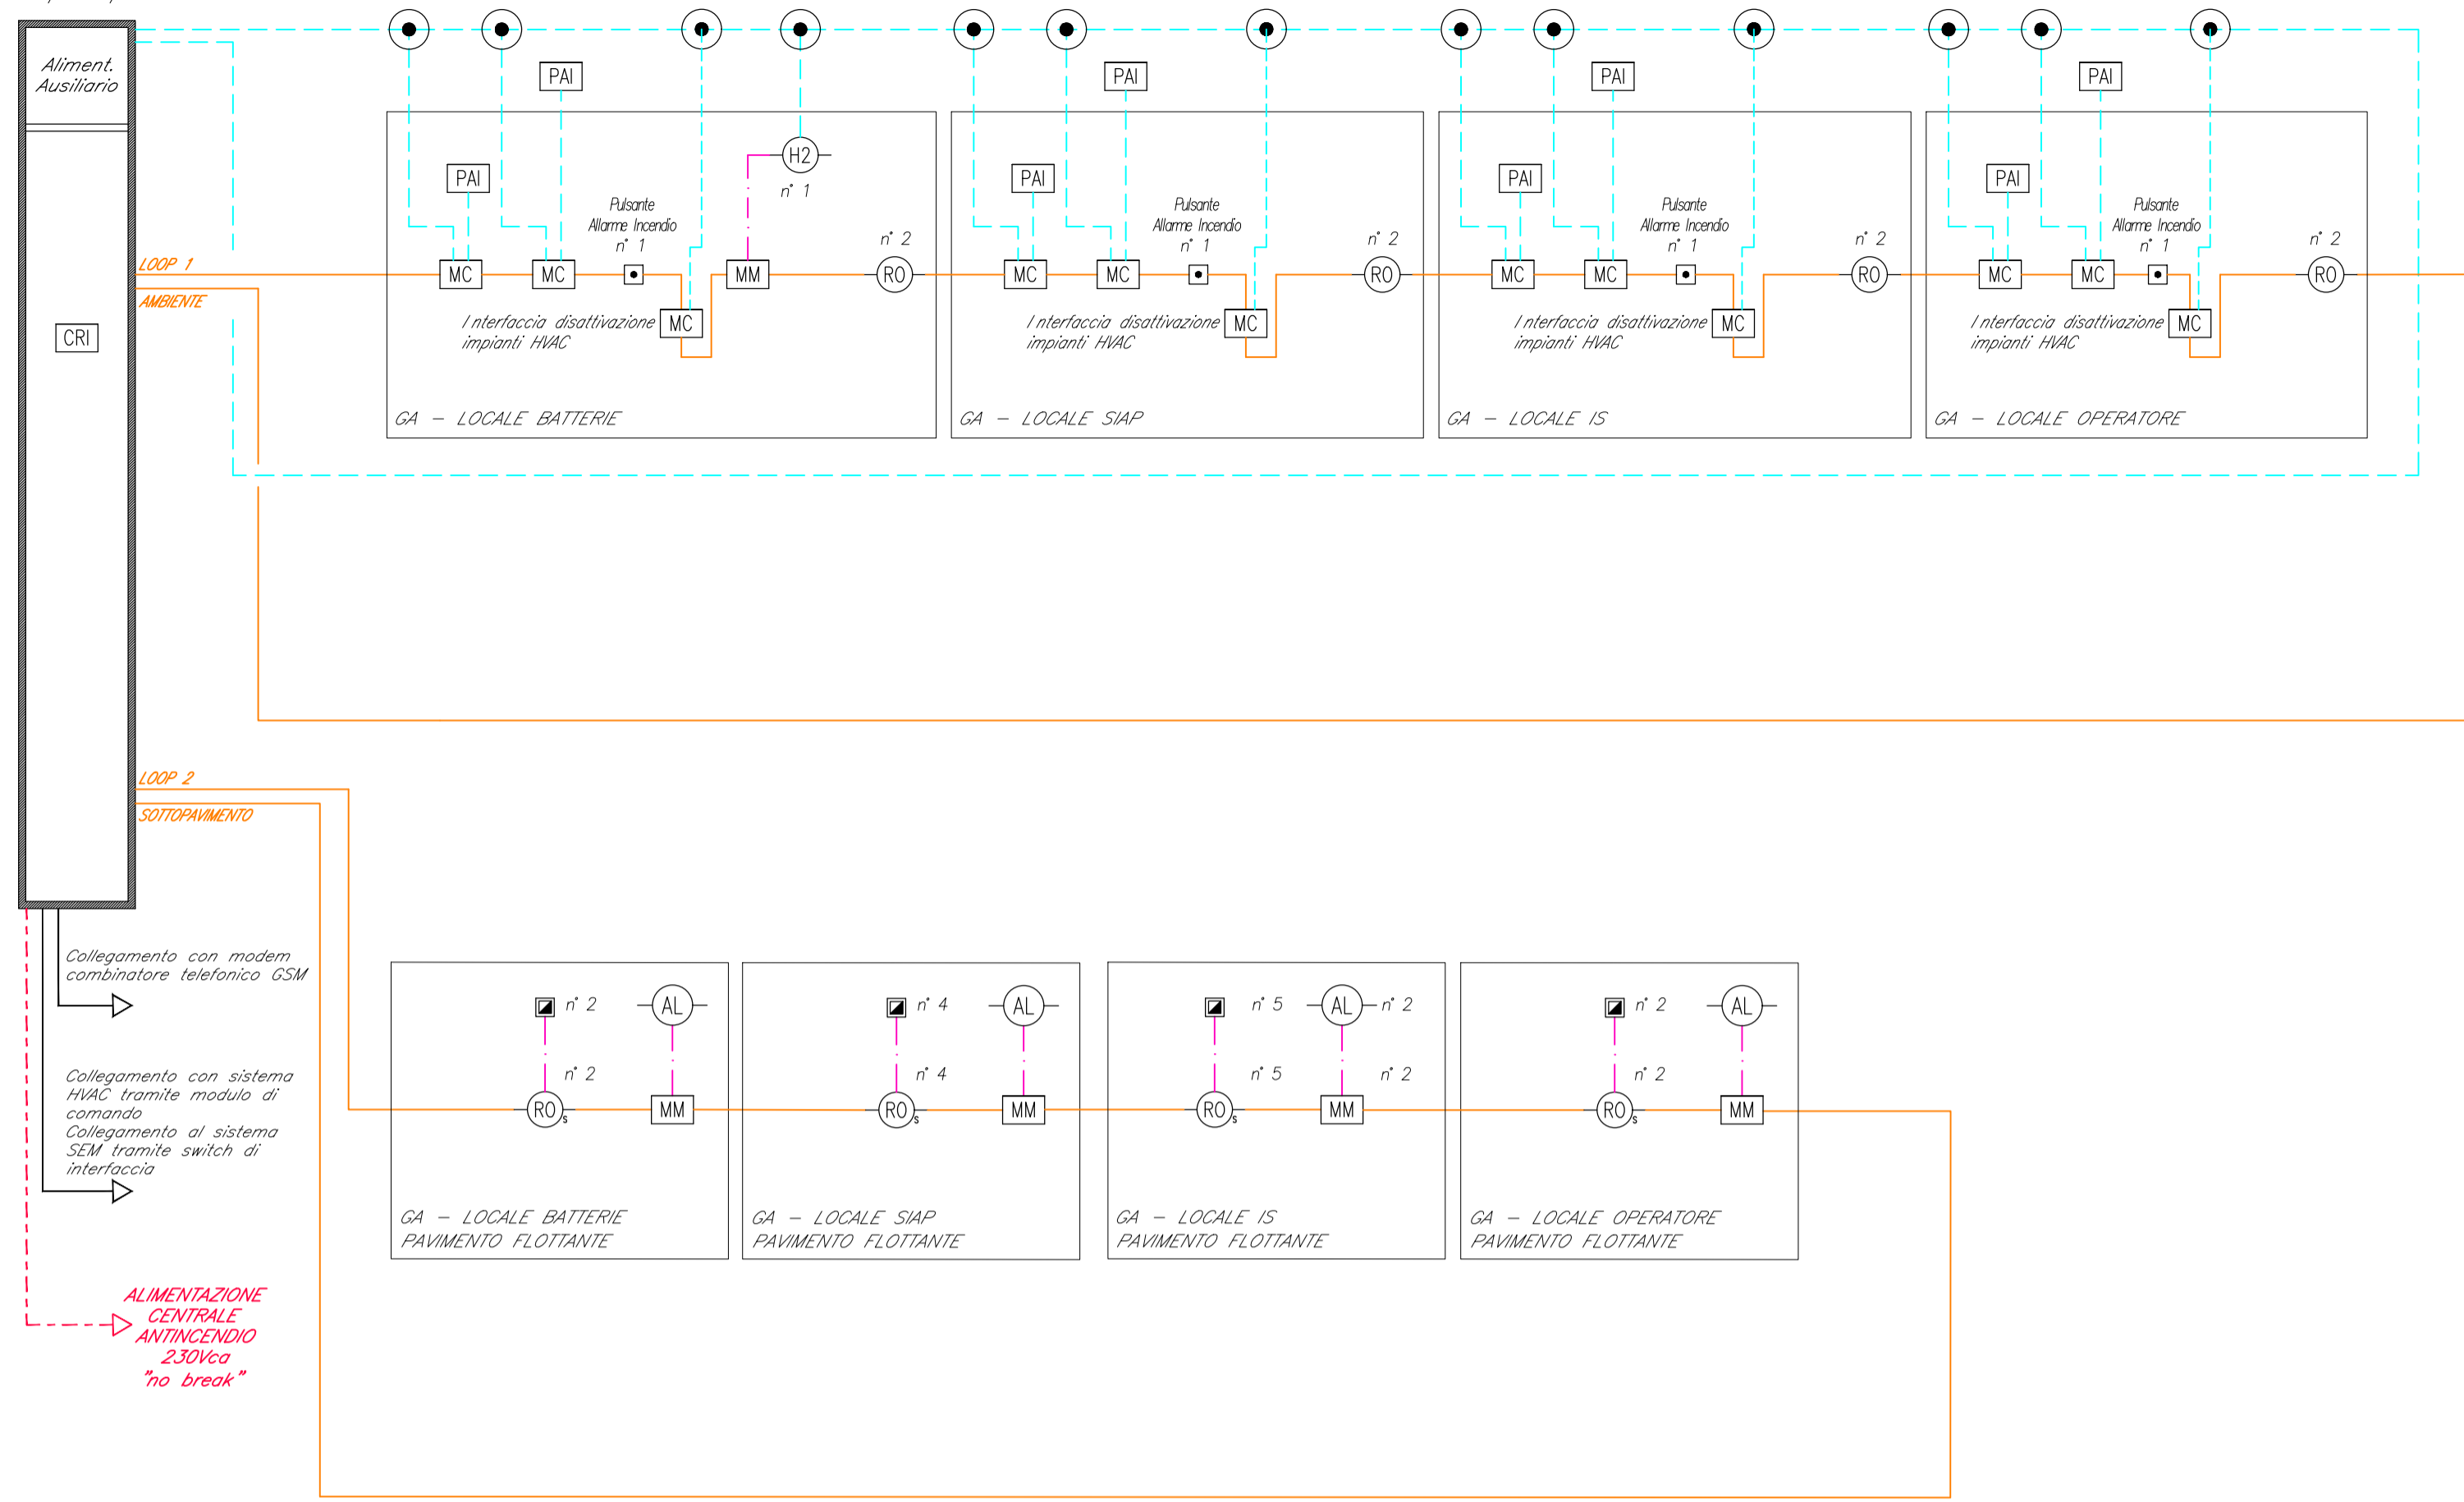 Aliment.
Ausiliario
CRI
LOOP 1
AMBIENTE
LOOP 2
SOTTOPAVIMENTO
PAI
PAI
H2
n° 1
Pulsante
Allarme Incendio
n° 1
n° 2
MC
MC
MM
RO
MC
Interfaccia disattivazione
impianti HVAC
GA - LOCALE BATTERIE
PAI
PAI
Pulsante
Allarme Incendio
n° 1
n° 2
MC
MC
RO
MC
Interfaccia disattivazione
impianti HVAC
GA - LOCALE SIAP
PAI
PAI
Pulsante
Allarme Incendio
n° 1
n° 2
MC
MC
RO
MC
Interfaccia disattivazione
impianti HVAC
GA - LOCALE IS
PAI
PAI
Pulsante
Allarme Incendio
n° 1
n° 2
MC
MC
RO
MC
Interfaccia disattivazione
impianti HVAC
GA - LOCALE OPERATORE
Collegamento con modem
combinatore telefonico GSM
Collegamento con sistema
HVAC tramite modulo di
comando
Collegamento al sistema
SEM tramite switch di
interfaccia
ALIMENTAZIONE
CENTRALE
ANTINCENDIO
230Vca
"no break"
n° 2
AL
n° 2
RO s
MM
GA - LOCALE BATTERIE
PAVIMENTO FLOTTANTE
n° 4
AL
n° 4
RO s
MM
GA - LOCALE SIAP
PAVIMENTO FLOTTANTE
n° 5
AL
n° 2
n° 5
n° 2
RO s
MM
GA - LOCALE IS
PAVIMENTO FLOTTANTE
n° 2
AL
n° 2
RO s
MM
GA - LOCALE OPERATORE
PAVIMENTO FLOTTANTE